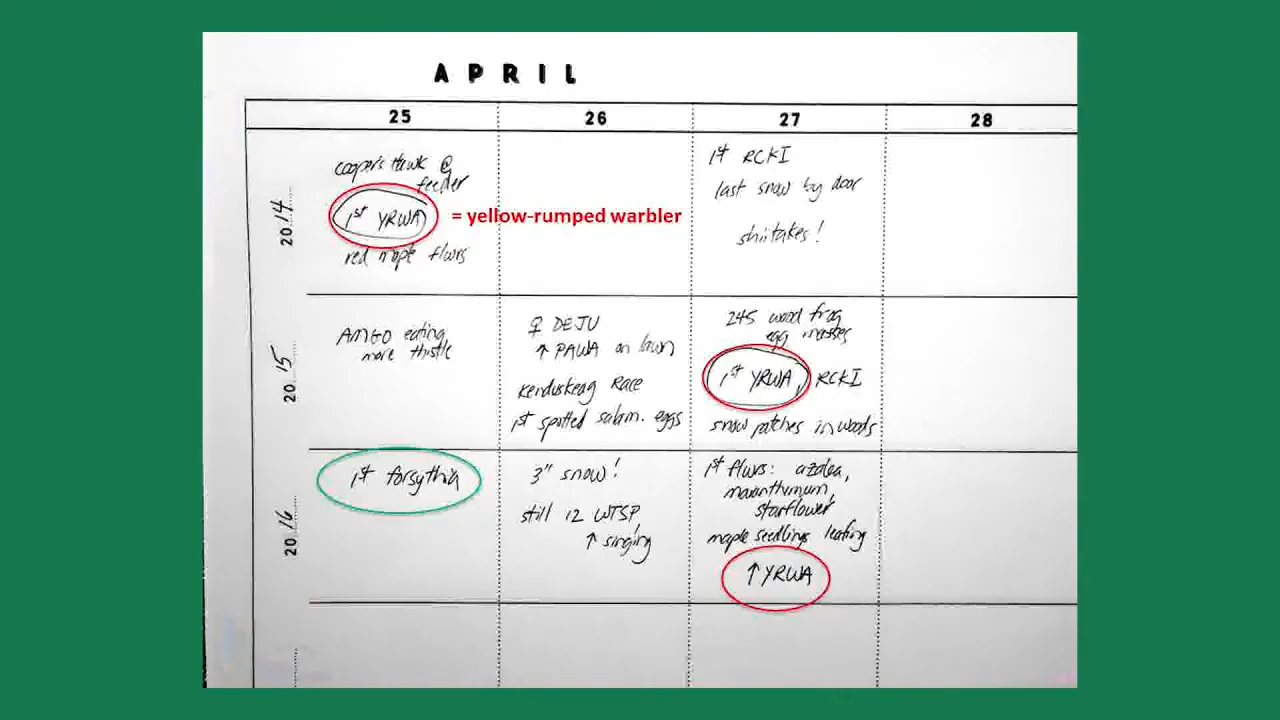 APRIL
25 26 27 28
2014
Coopers Hawk @
feeder
1st YRWA
= yellow-rumped warbler
red maple flwrs
1st RCKI
last snow by door
shiitakes!
2015
AMGO eating
more thistle
♀ DEJU
↑ PAWA on lawn
Kenduskeag Race
1st spotted salam. eggs
245 wood frog
egg masses
1st YRWA, RCKI
snow patches in woods
2016
1st forsythia
3" snow!
still 12 WTSP
↑ singing
1st flwrs: azalea,
maianthemum,
starflower
maple seedlings leafing
↑ YRWA